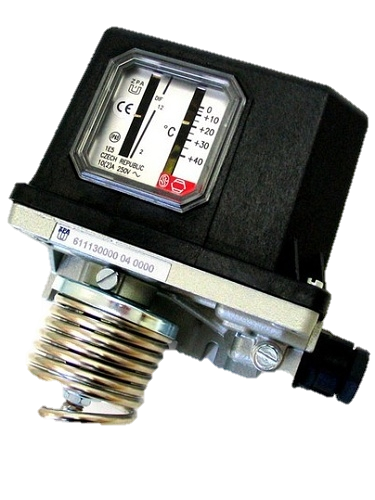 ZPA
DIF
12
0
+10
+20
+30
+40
°C
CE
1E5
CZECH REPUBLIC
10(2)A 250V ~
2
ZPA
611130000 04 0000